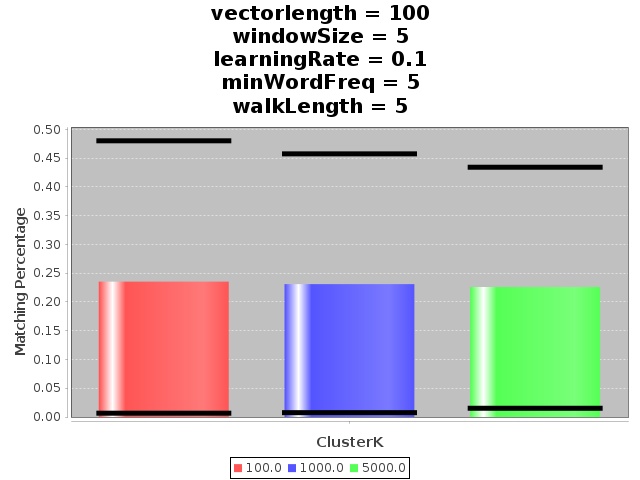 vectorlength = 100
windowSize = 5
learningRate = 0.1
minWordFreq = 5
walkLength = 5
0.50
0.45
0.40
0.35
0.30
0.25
0.20
0.15
0.10
0.05
0.00
Matching Percentage
ClusterK
100.0 1000.0 5000.0